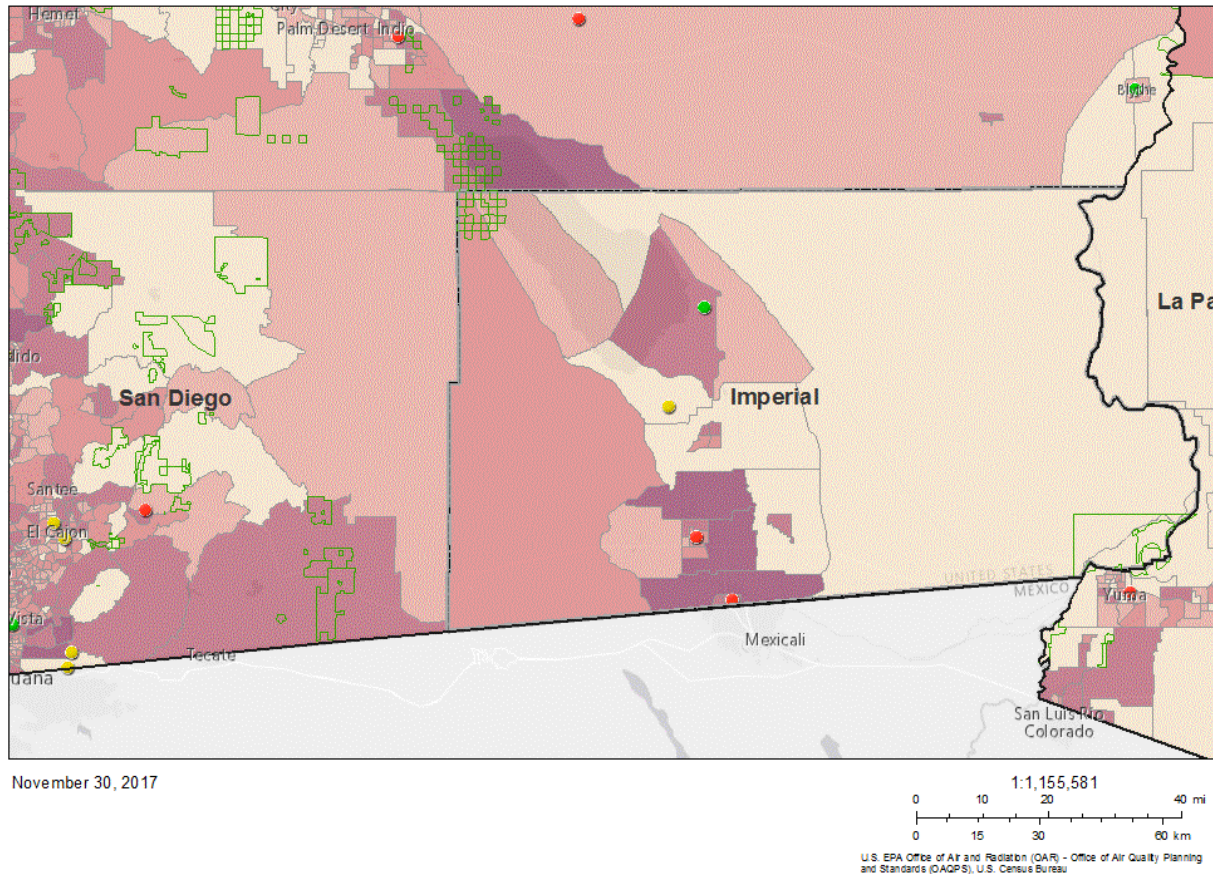 Hemet
City
Palm Desert Indio
Blythe
La Pa
dido
San Diego
Imperial
Santee
El Cajon
UNITED STATES
MEXICO
Yuma
Vista
Mexicali
Tecate
uana
San Luis Rio
Colorado
November 30, 2017
1:1,155,581
0 10 20 40 mi
0 15 30 60 km
U.S. EPA Office of Air and Radiation (OAR) - Office of Air Quality Planning
and Standards (OAQPS), U.S. Census Bureau